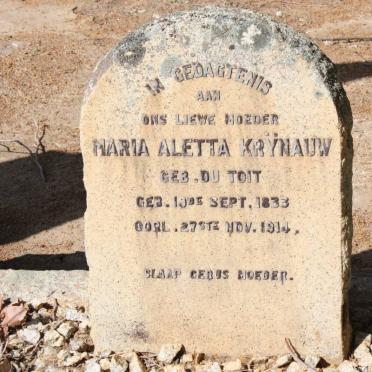 IN GEDAGTENIS
AAN
ONS LIEWE MOEDER
MARIA ALETTA KRŸNAUW
GEB. DU TOIT
GEB. SEPT. 1833
OORL. 27STE NOV. 1914.
SLAAP GERUS MOEDER.